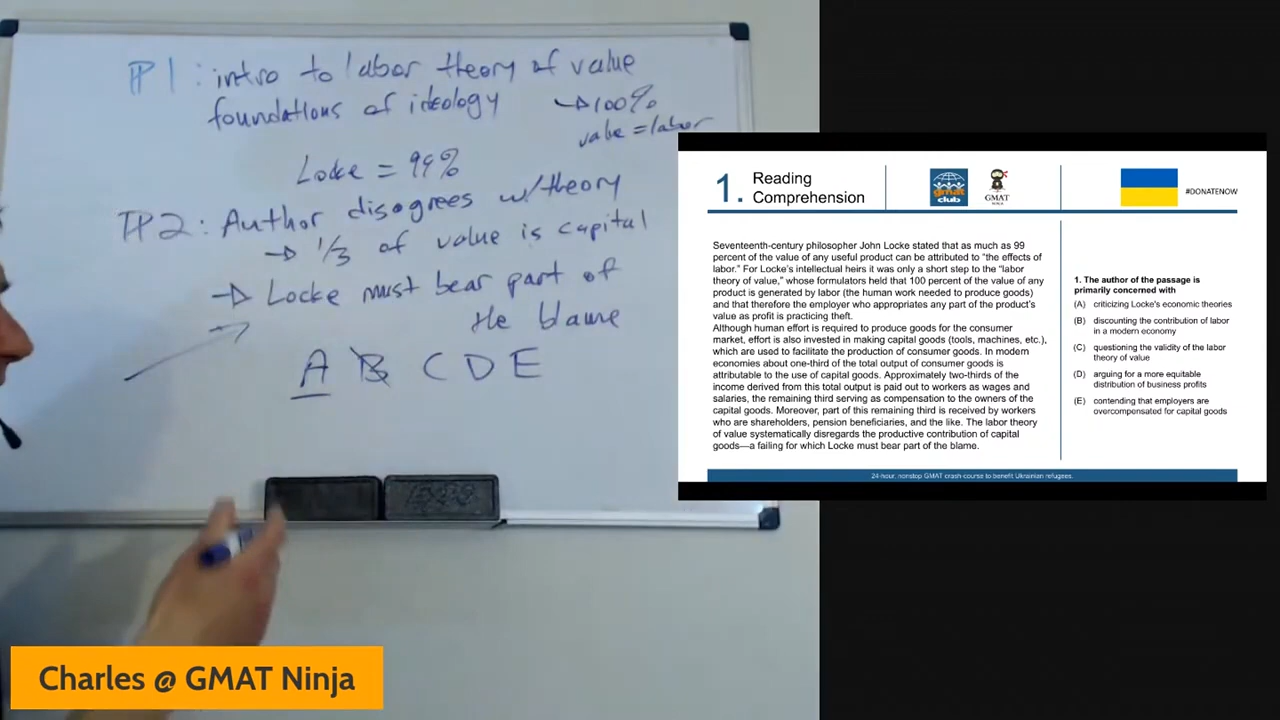 ¶1: intro to labor theory of value
foundations of ideology
→ 100%
value = labor
Locke = 99%
¶2: Author disagrees w/ theory
→ 1/3 of value is capital
→ Locke must bear part of
the blame
A B C D E
1.
Reading
Comprehension
gmat
club
GMAT
NINJA
#DONATENOW
Seventeenth-century philosopher John Locke stated that as much as 99
percent of the value of any useful product can be attributed to “the effects of
labor.” For Locke's intellectual heirs it was only a short step to the “labor
theory of value,” whose formulators held that 100 percent of the value of any
product is generated by labor (the human work needed to produce goods)
and that therefore the employer who appropriates any part of the product's
value as profit is practicing theft.
Although human effort is required to produce goods for the consumer
market, effort is also invested in making capital goods (tools, machines, etc.),
which are used to facilitate the production of consumer goods. In modern
economies about one-third of the total output of consumer goods is
attributable to the use of capital goods. Approximately two-thirds of the
income derived from this total output is paid out to workers as wages and
salaries, the remaining third serving as compensation to the owners of the
capital goods. Moreover, part of this remaining third is received by workers
who are shareholders, pension beneficiaries, and the like. The labor theory
of value systematically disregards the productive contribution of capital
goods—a failing for which Locke must bear part of the blame.
1. The author of the passage is
primarily concerned with
(A) criticizing Locke's economic theories
(B) discounting the contribution of labor
in a modern economy
(C) questioning the validity of the labor
theory of value
(D) arguing for a more equitable
distribution of business profits
(E) contending that employers are
overcompensated for capital goods
24-hour, nonstop GMAT crash-course to benefit Ukrainian refugees.
Charles @ GMAT Ninja